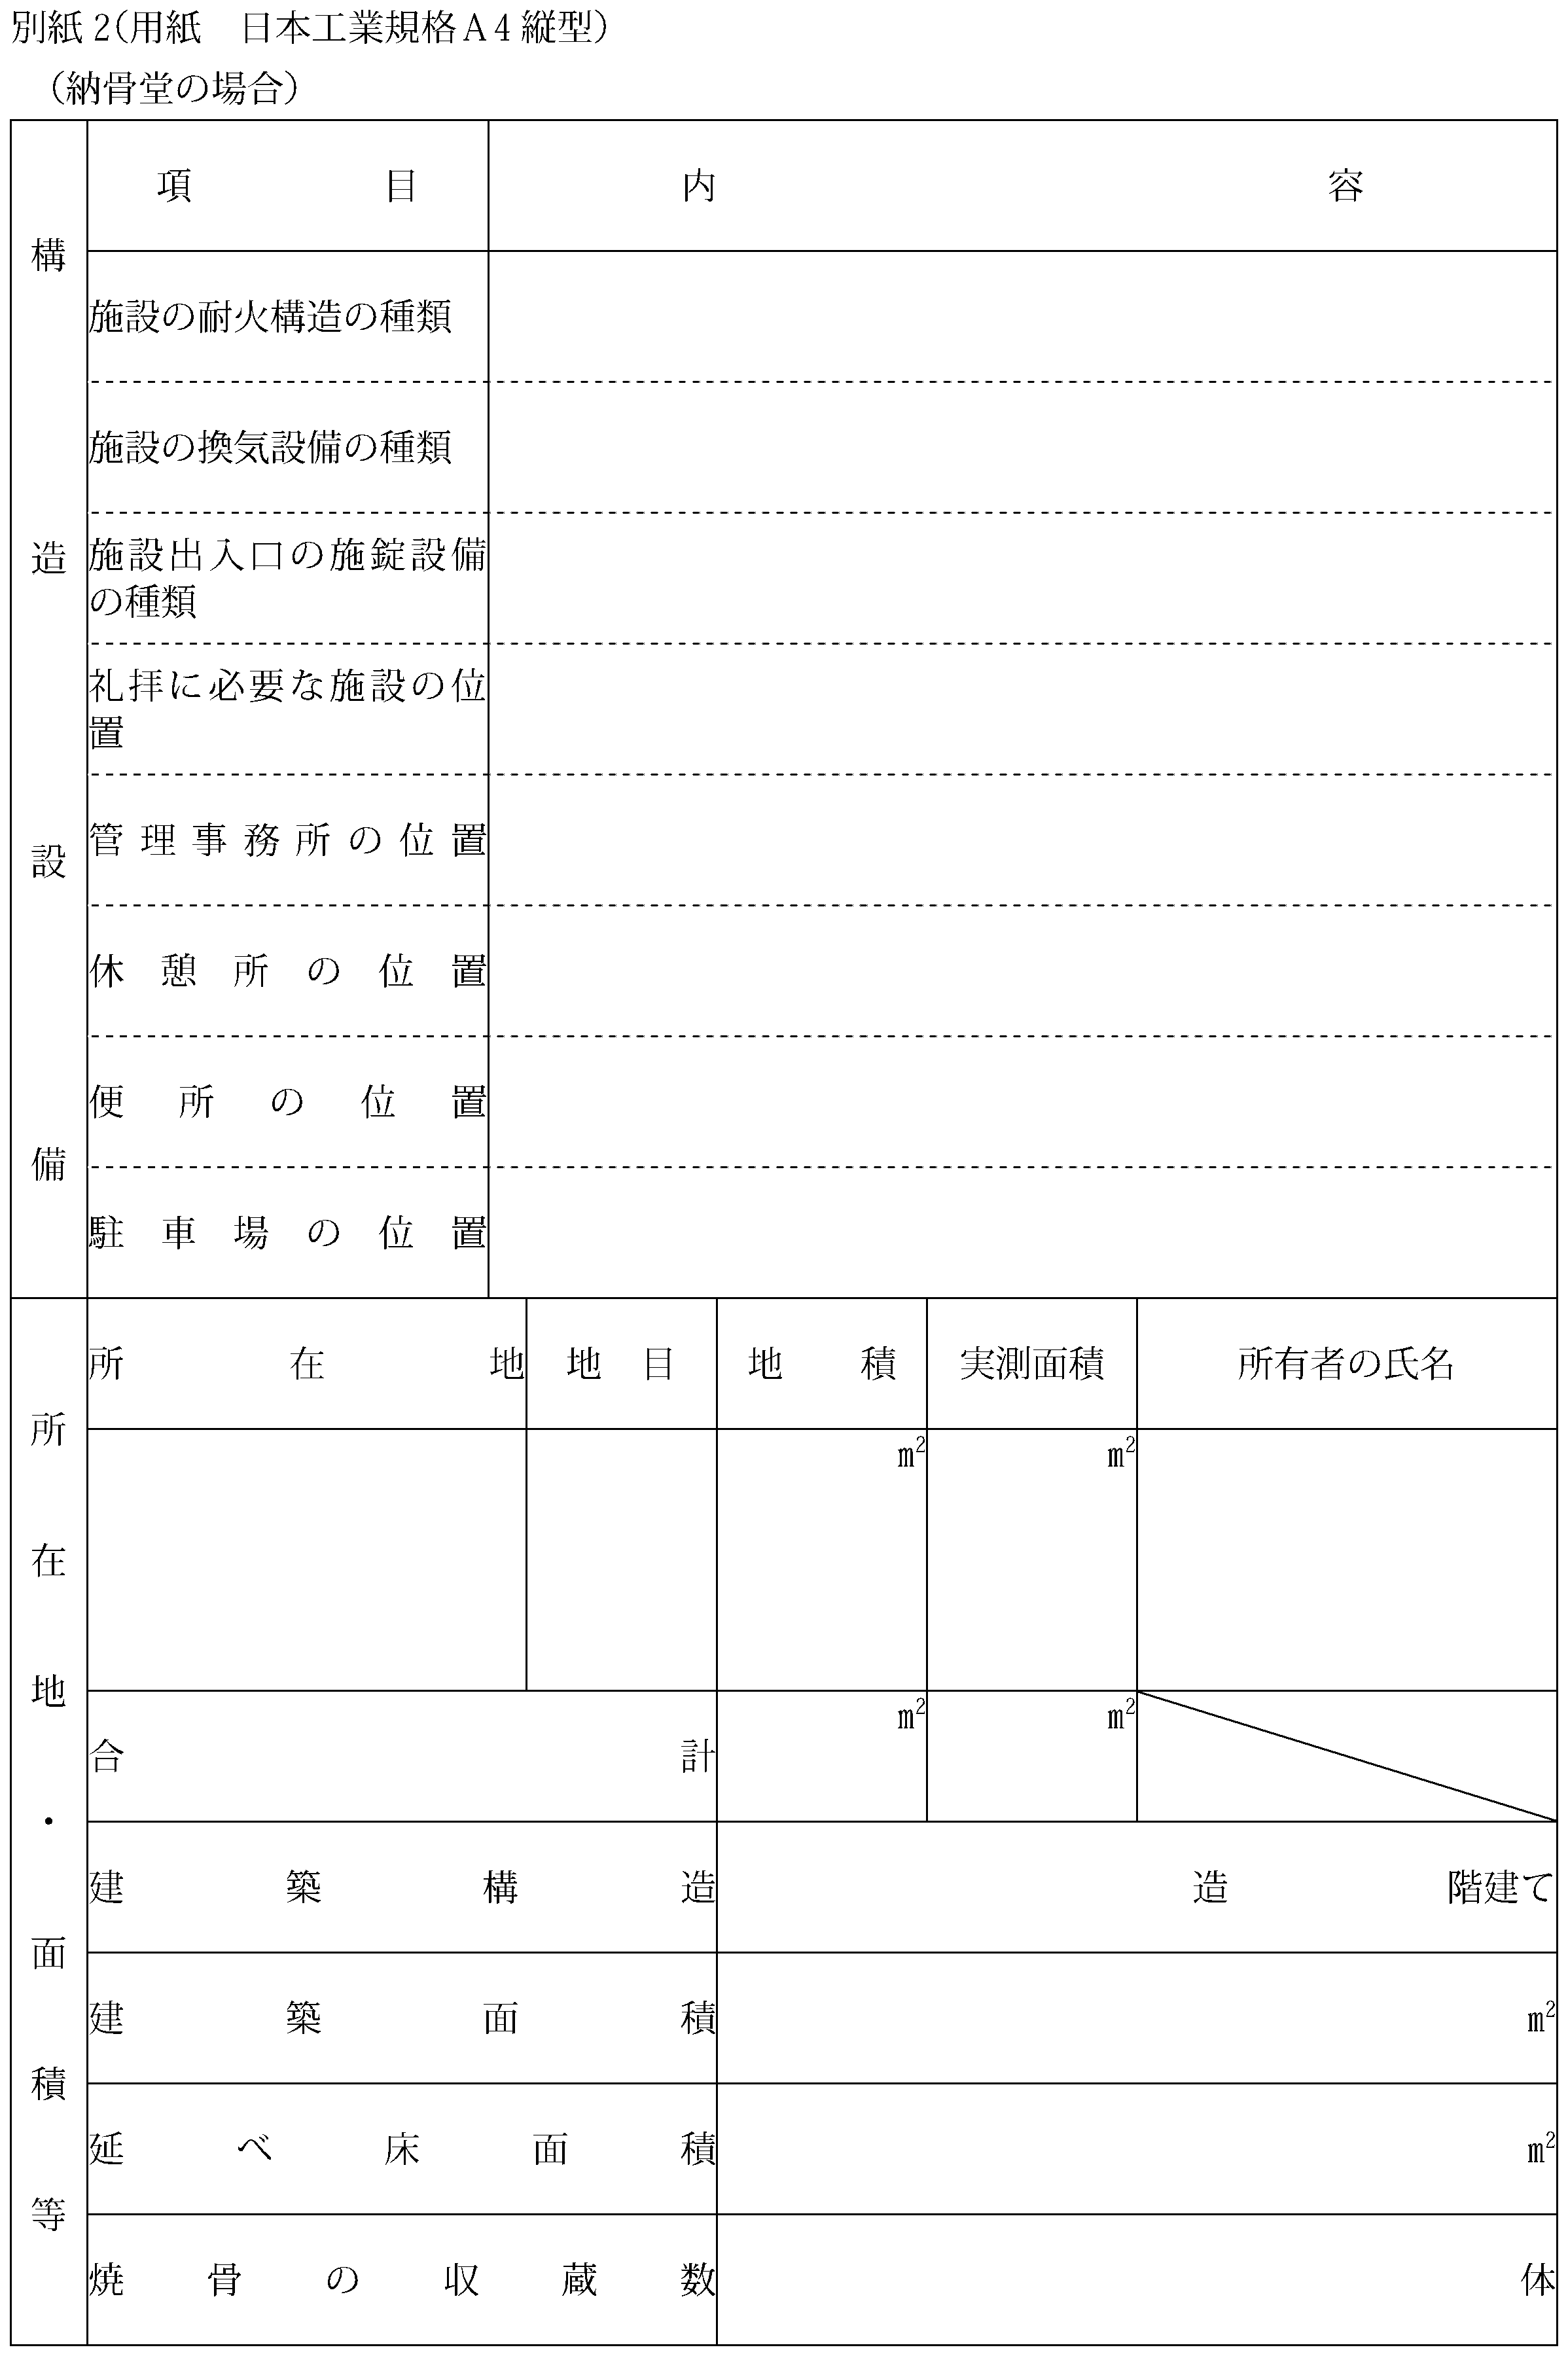 別紙2(用紙　日本工業規格A4縦型)
(納骨堂の場合)
構造設備
項目　内容
施設の耐火構造の種類
施設の換気設備の種類
施設出入口の施錠設備
の種類
礼拝に必要な施設の位
置
管理事務所の位置
休憩所の位置
便所の位置
駐車場の位置
所在地・面積等
所在地　地目　地積　実測面積　所有者の氏名
m²　m²
合計　m²　m²
建築構造　造　階建て
建築面積　m²
延べ床面積　m²
焼骨の収蔵数　体